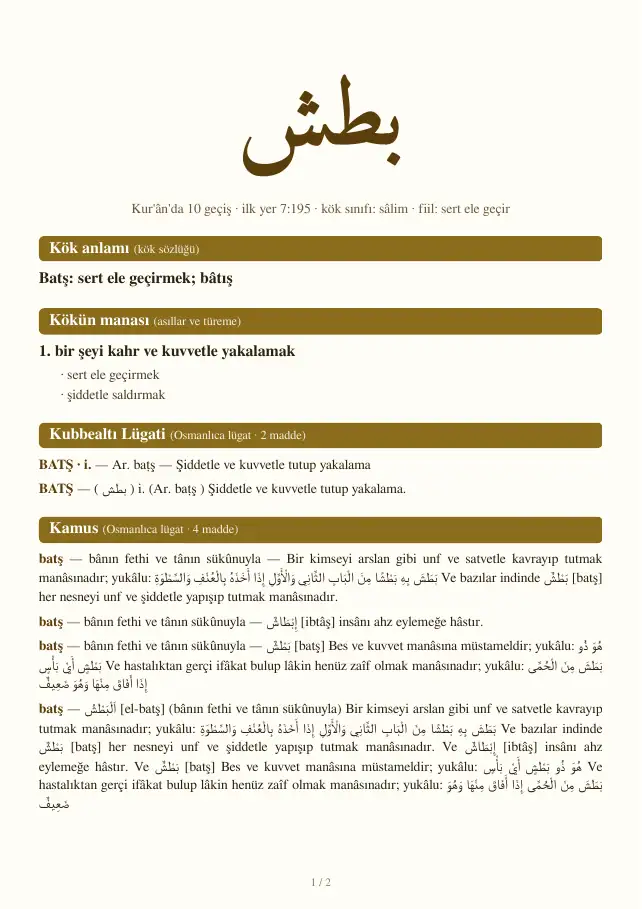 بطش
Kur'ân'da 10 geçiş · ilk yer 7:195 · kök sınıfı: sâlim · fiil: sert ele geçir
Kök anlamı (kök sözlüğü)
Batş: sert ele geçirmek; bâtış
Kökün manası (asıllar ve türeme)
1. bir şeyi kahr ve kuvvetle yakalamak
· sert ele geçirmek
· şiddetle saldırmak
Kubbealtı Lügati (Osmanlıca lügat · 2 madde)
BATŞ · i. — Ar. batş — Şiddetle ve kuvvetle tutup yakalama
BATŞ — ( بطش ) i. (Ar. batş ) Şiddetle ve kuvvetle tutup yakalama.
Kamus (Osmanlıca lügat · 4 madde)
batş — bânın fethi ve tânın sükûnuyla — Bir kimseyi arslan gibi unf ve satvetle kavrayıp tutmak
manâsınadır; yukâlu: بَطَشَ بِهِ بَطْشًا مِنَ الْبَابِ الثَّانِي وَالْأَوَّلِ إِذَا أَخَذَهُ بِالْعُنْفِ وَالسَّطْوَةِ Ve bazılar indinde بَطْشٌ [batş]
her nesneyi unf ve şiddetle yapışıp tutmak manâsınadır.
batş — bânın fethi ve tânın sükûnuyla — إِبْطَاشٌ [ibtâş] insânı ahz eylemeğe hâstır.
batş — bânın fethi ve tânın sükûnuyla — بَطْشٌ [batş] Bes ve kuvvet manâsına müstameldir; yukâlu: هُوَ ذُو
بَطْشٍ أَيْ بَأْسٍ Ve hastalıktan gerçi ifâkat bulup lâkin henüz zaîf olmak manâsınadır; yukâlu: بَطَشَ مِنَ الْحُمَّى
إِذَا أَفَاقَ مِنْهَا وَهُوَ ضَعِيفٌ
batş — اَلْبَطْشُ [el-batş] (bânın fethi ve tânın sükûnuyla) Bir kimseyi arslan gibi unf ve satvetle kavrayıp
tutmak manâsınadır; yukâlu: بَطَشَ بِهِ بَطْشًا مِنَ الْبَابِ الثَّانِي وَالْأَوَّلِ إِذَا أَخَذَهُ بِالْعُنْفِ وَالسَّطْوَةِ Ve bazılar indinde
بَطْشٌ [batş] her nesneyi unf ve şiddetle yapışıp tutmak manâsınadır. Ve إِبْطَاشٌ [ibtâş] insânı ahz
eylemeğe hâstır. Ve بَطْشٌ [batş] Bes ve kuvvet manâsına müstameldir; yukâlu: هُوَ ذُو بَطْشٍ أَيْ بَأْسٍ Ve
hastalıktan gerçi ifâkat bulup lâkin henüz zaîf olmak manâsınadır; yukâlu: بَطَشَ مِنَ الْحُمَّى إِذَا أَفَاقَ مِنْهَا وَهُوَ
ضَعِيفٌ
1 / 2